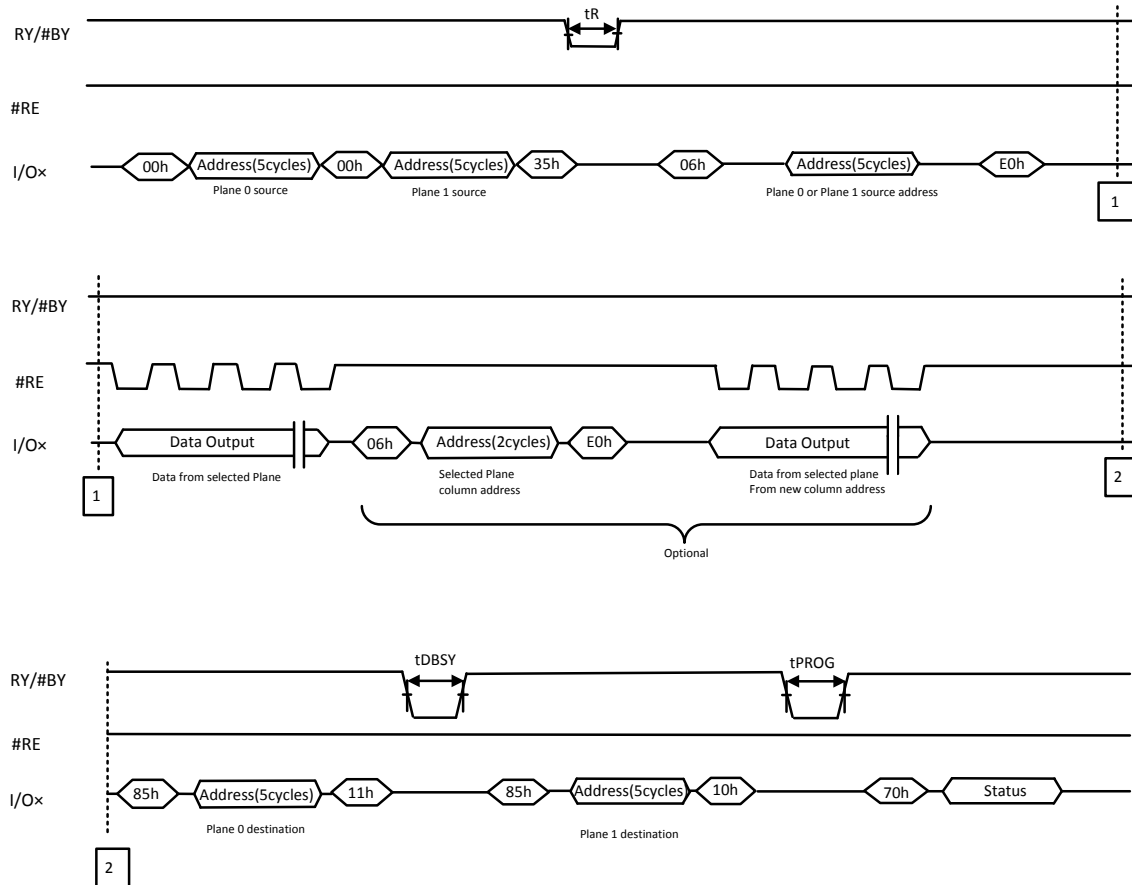 tR
RY/#BY
#RE
I/O×
00h Address(5cycles) 00h Address(5cycles) 35h 06h Address(5cycles) E0h
Plane 0 source Plane 1 source Plane 0 or Plane 1 source address
1
RY/#BY
#RE
I/O×
Data Output 06h Address(2cycles) E0h Data Output
Data from selected Plane
Selected Plane
column address
Data from selected plane
From new column address
1
2
Optional
tDBSY tPROG
RY/#BY
#RE
I/O×
85h Address(5cycles) 11h 85h Address(5cycles) 10h 70h Status
Plane 0 destination Plane 1 destination
2